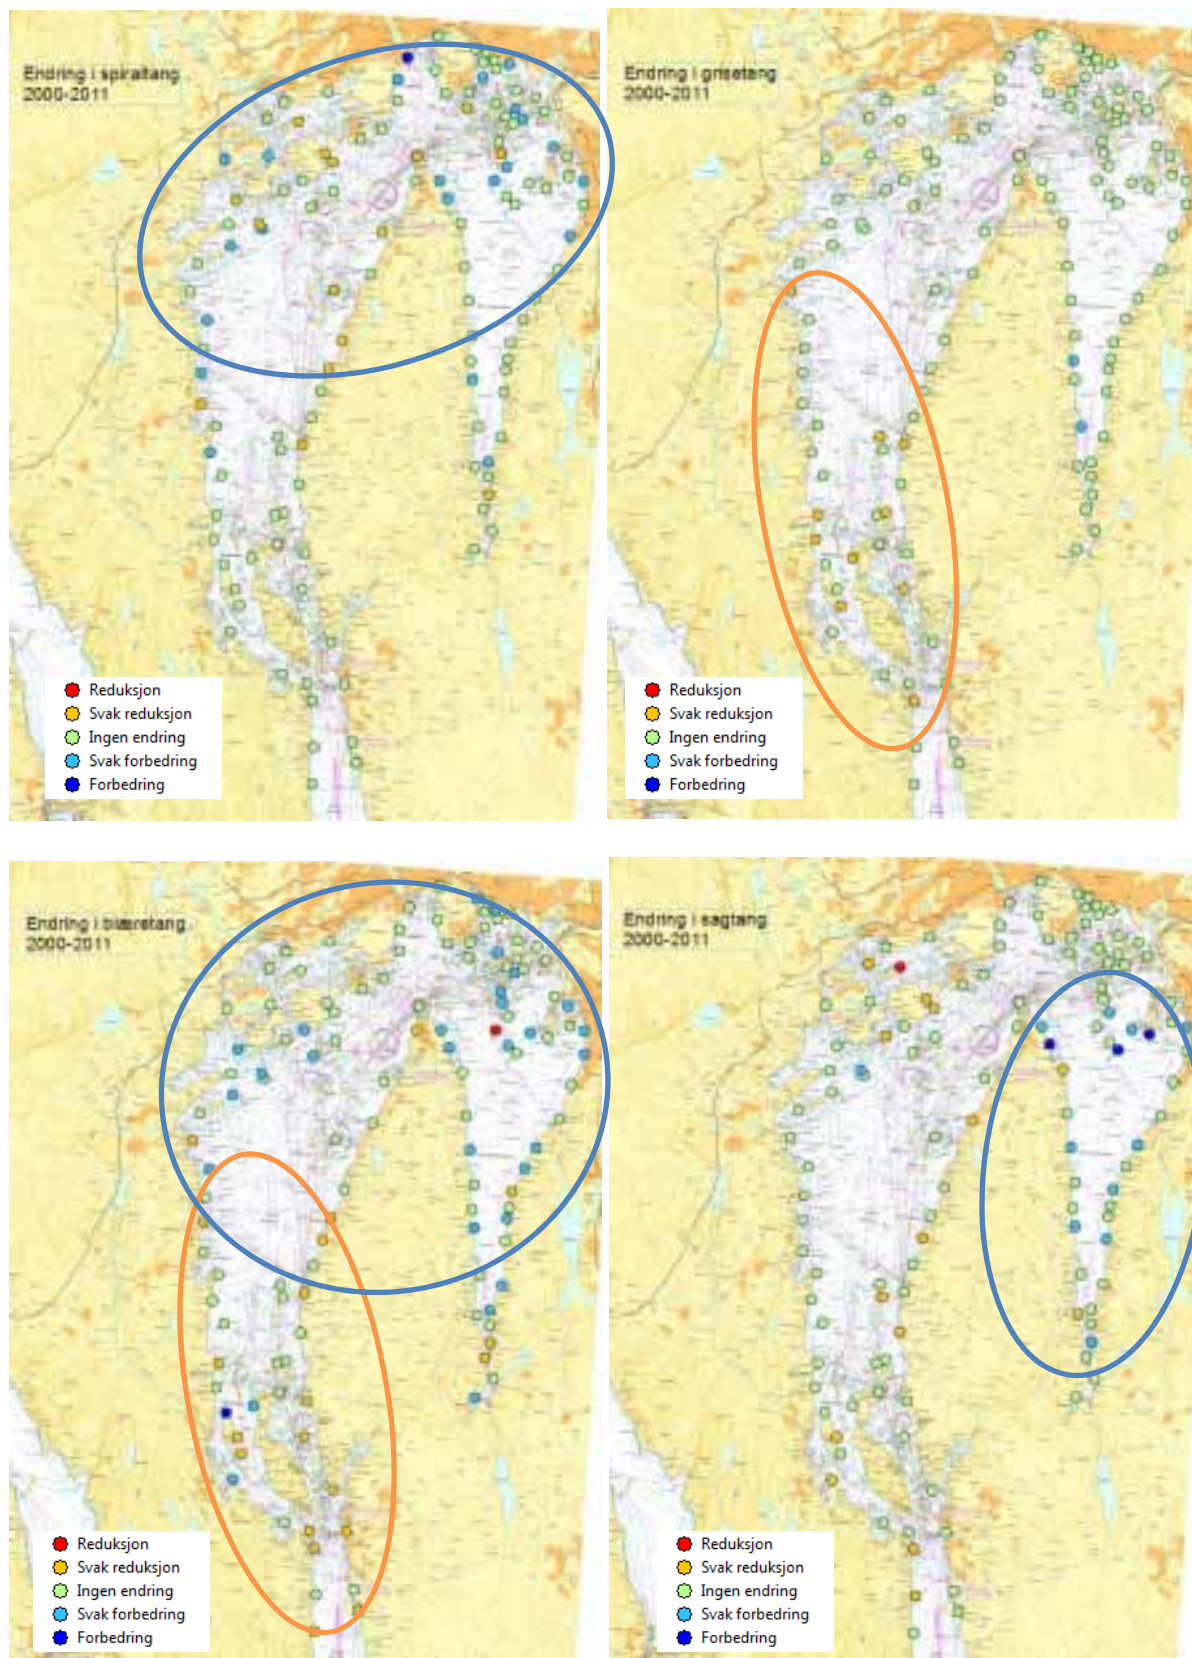 Endring i spiraltang
2000-2011
Reduksjon
Svak reduksjon
Ingen endring
Svak forbedring
Forbedring
Endring i grisetang
2000-2011
Reduksjon
Svak reduksjon
Ingen endring
Svak forbedring
Forbedring
Endring i blæretang
2000-2011
Reduksjon
Svak reduksjon
Ingen endring
Svak forbedring
Forbedring
Endring i sagtang
2000-2011
Reduksjon
Svak reduksjon
Ingen endring
Svak forbedring
Forbedring